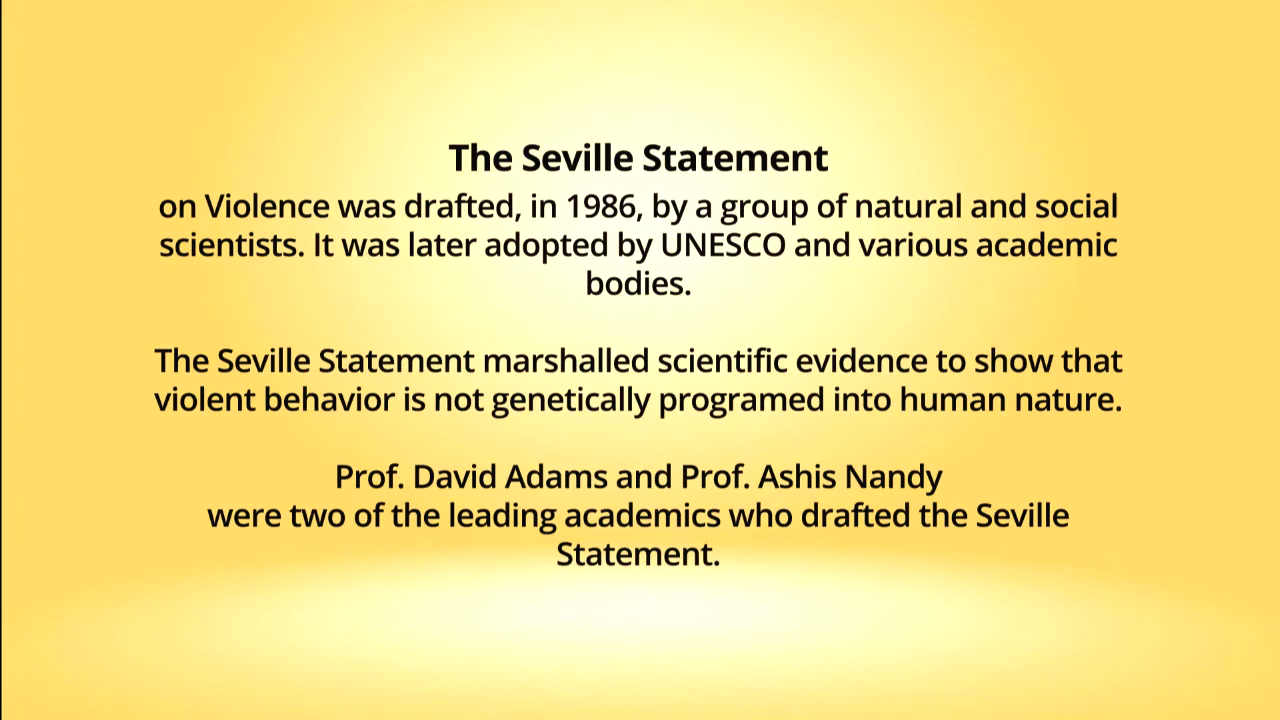 The Seville Statement
on Violence was drafted, in 1986, by a group of natural and social
scientists. It was later adopted by UNESCO and various academic
bodies.
The Seville Statement marshalled scientific evidence to show that
violent behavior is not genetically programed into human nature.
Prof. David Adams and Prof. Ashis Nandy
were two of the leading academics who drafted the Seville
Statement.